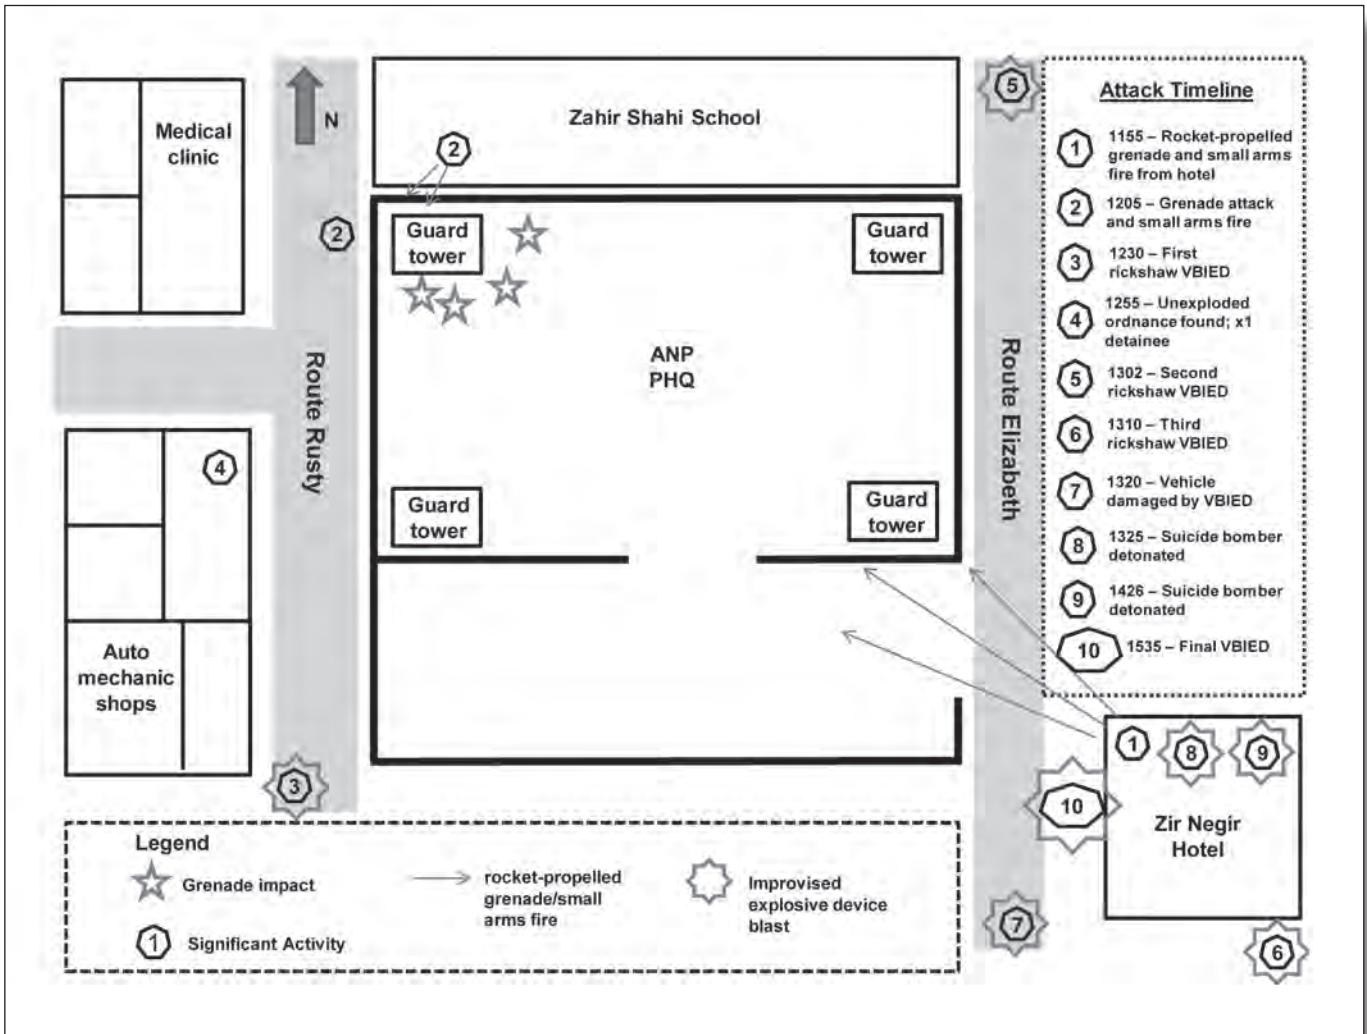 Medical
clinic
N
Zahir Shahi School
2
2
Guard
tower
Guard
tower
Route Rusty
ANP
PHQ
4
Guard
tower
Guard
tower
Auto
mechanic
shops
3
5
Route Elizabeth
7
Attack Timeline
1 1155 – Rocket-propelled
grenade and small arms
fire from hotel
2 1205 – Grenade attack
and small arms fire
3 1230 – First
rickshaw VBIED
4 1255 – Unexploded
ordnance found; x1
detainee
5 1302 – Second
rickshaw VBIED
6 1310 – Third
rickshaw VBIED
7 1320 – Vehicle
damaged by VBIED
8 1325 – Suicide bomber
detonated
9 1426 – Suicide bomber
detonated
10 1535 – Final VBIED
1
8
9
10
Zir Negir
Hotel
6
Legend
Grenade impact
1 Significant Activity
rocket-propelled
grenade/small
arms fire
Improvised
explosive device
blast